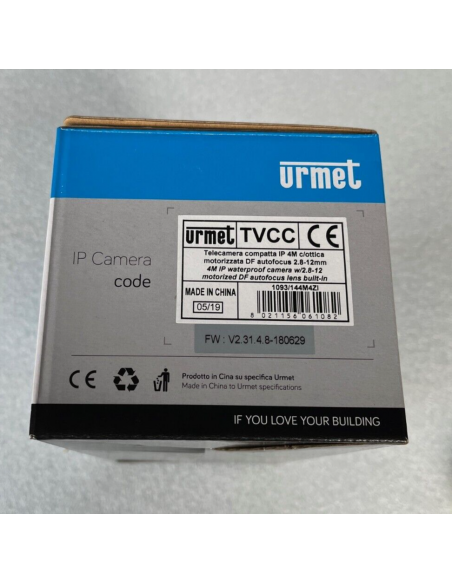 urmet
IP Camera
code
urmet TVCC CE
Telecamera compatta IP 4M c/ottica
motorizzata DF autofocus 2.8-12mm
4M IP waterproof camera w/2.8-12
motorized DF autofocus lens built-in
MADE IN CHINA
05/19
1093/144M4ZI
8 021156 061082
FW : V2.31.4.8-180629
CE
Prodotto in Cina su specifica Urmet
Made in China to Urmet specifications
IF YOU LOVE YOUR BUILDING